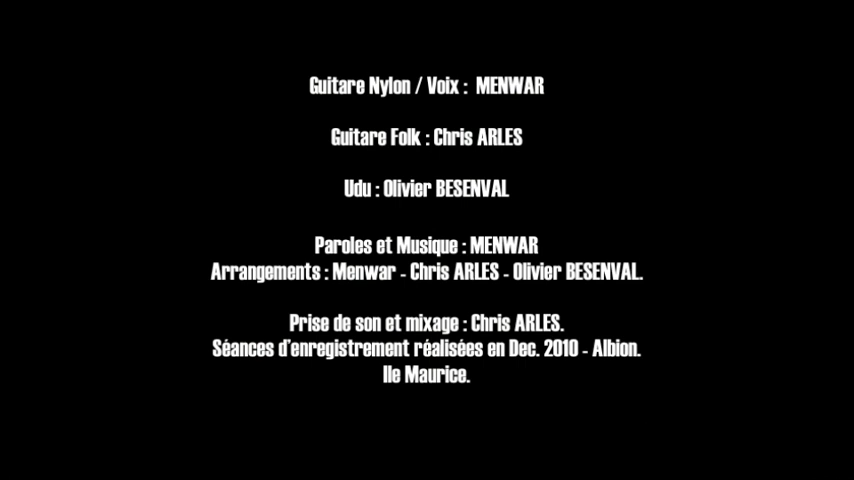 Guitare Nylon / Voix : MENWAR
Guitare Folk : Chris ARLES
Udu : Olivier BESENVAL
Paroles et Musique : MENWAR
Arrangements : Menwar - Chris ARLES - Olivier BESENVAL.
Prise de son et mixage : Chris ARLES.
Séances d'enregistrement réalisées en Dec. 2010 - Albion.
Ile Maurice.